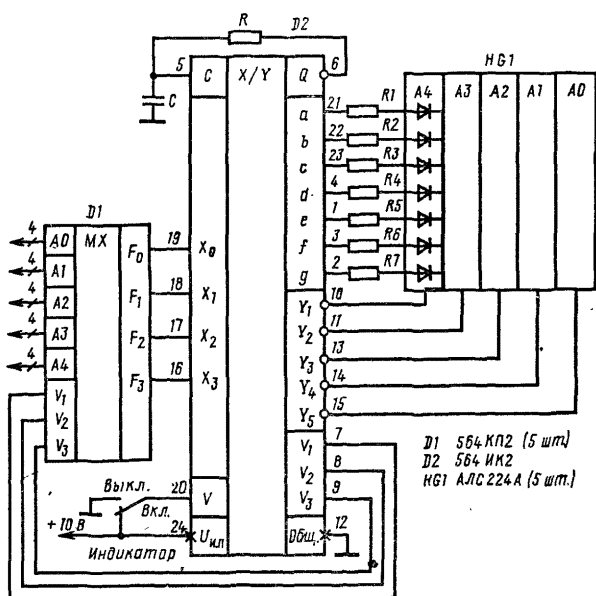 R
D2
HG1
5
C
X/Y
Q
6
C
A4
A3
A2
A1
A0
a
21
R1
b
22
R2
c
23
R3
d
4
R4
e
1
R5
f
3
R6
g
2
R7
D1
4
A0
MX
F0
19
X0
4
A1
F1
18
X1
4
A2
F2
17
X2
4
A3
F3
16
X3
4
A4
V1
V2
V3
Y1
10
Y2
11
Y3
13
Y4
14
Y5
15
V1
7
V2
8
V3
9
Выкл.
20
V
Вкл.
+10 В
24
Uип
Общ.
12
Индикатор
D1 564 КП2 (5 шт.)
D2 564 ИК2
HG1 АЛС 224А (5 шт.)